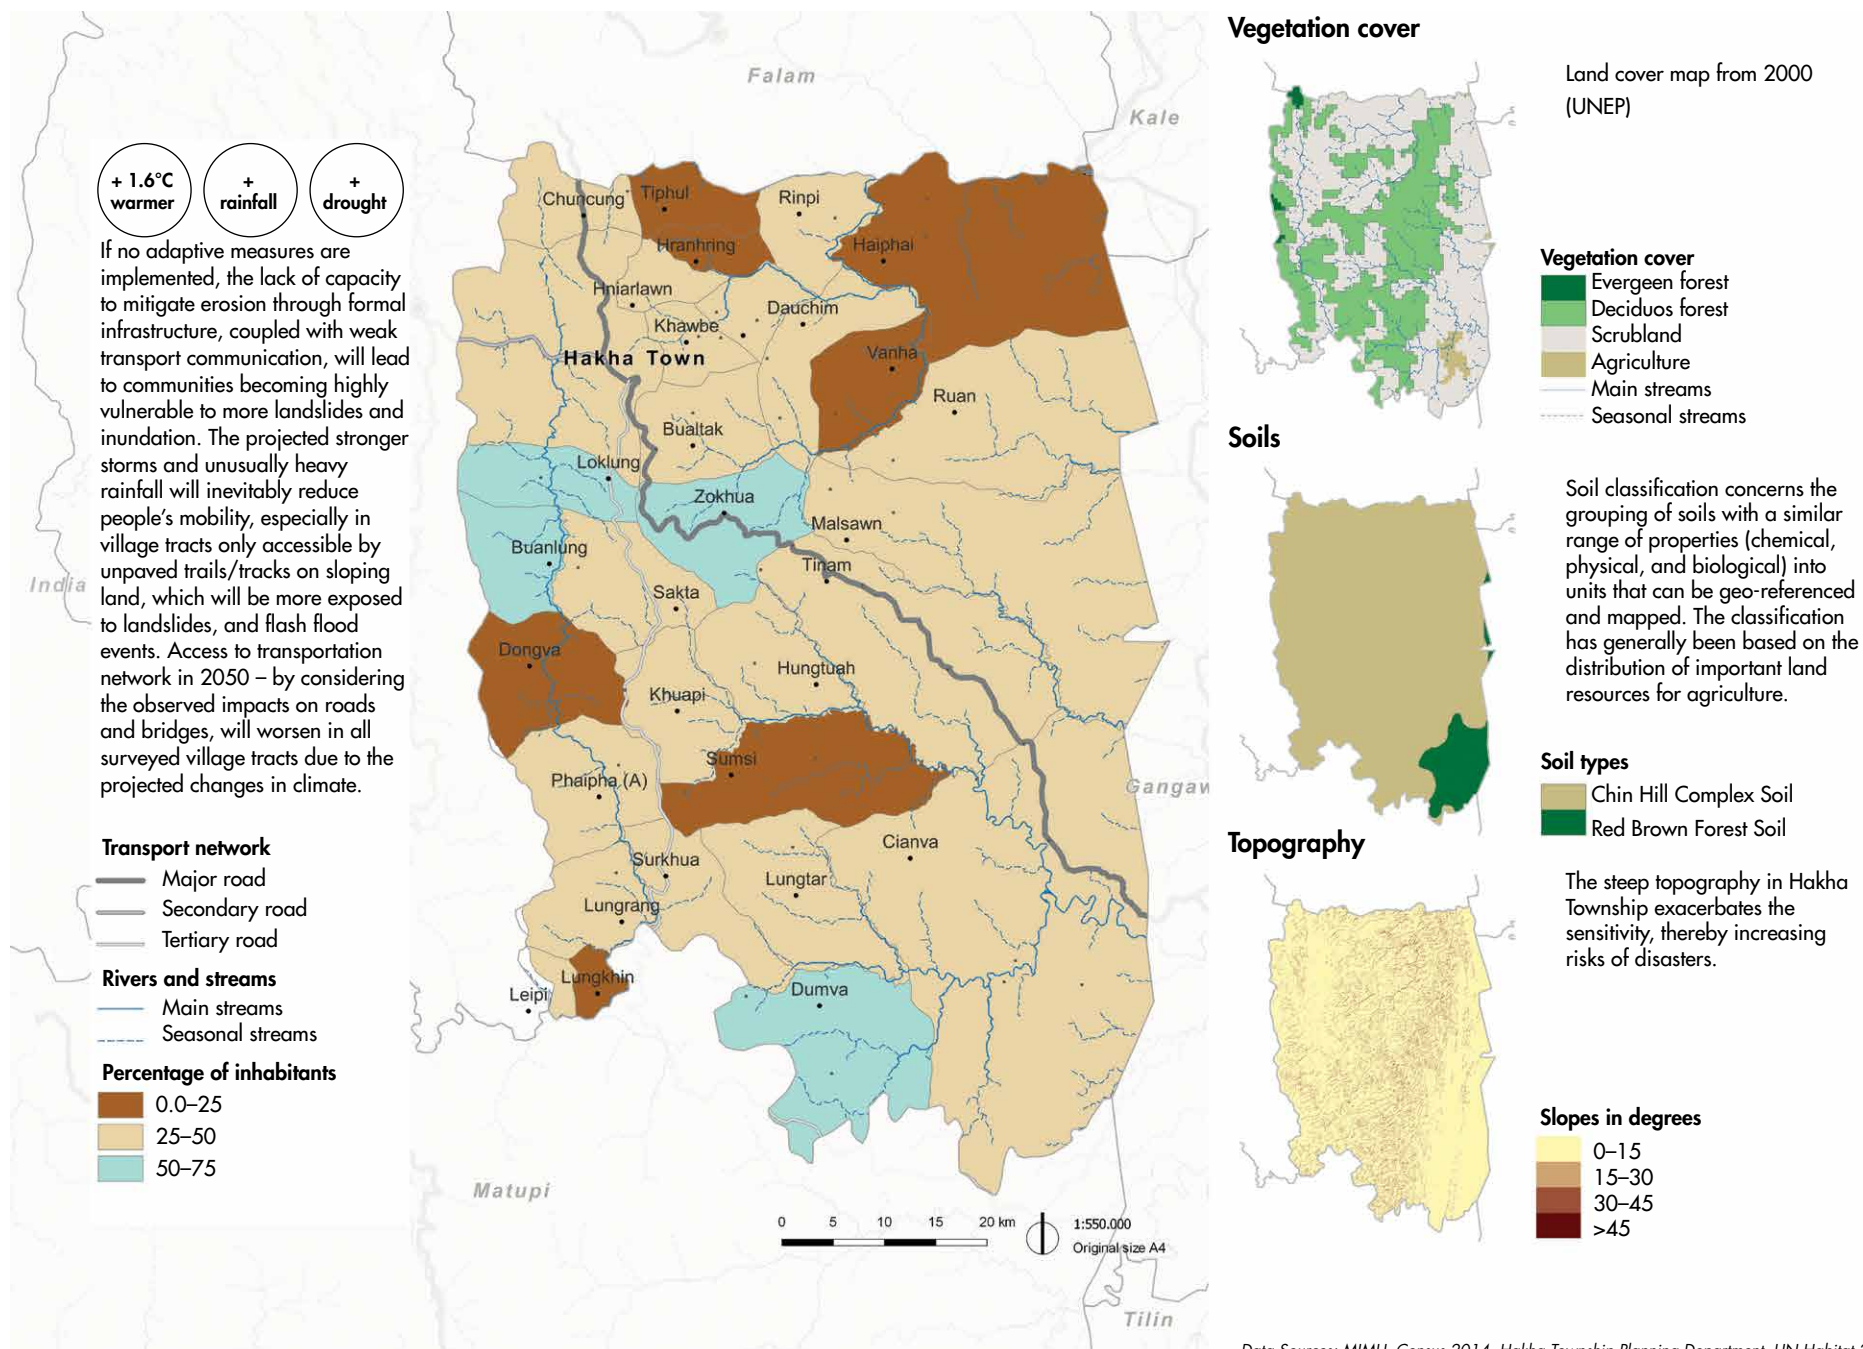 + 1.6°C
warmer
+
rainfall
+
drought
If no adaptive measures are
implemented, the lack of capacity
to mitigate erosion through formal
infrastructure, coupled with weak
transport communication, will lead
to communities becoming highly
vulnerable to more landslides and
inundation. The projected stronger
storms and unusually heavy
rainfall will inevitably reduce
people's mobility, especially in
village tracts only accessible by
unpaved trails/tracks on sloping
land, which will be more exposed
to landslides, and flash flood
events. Access to transportation
network in 2050 – by considering
the observed impacts on roads
and bridges, will worsen in all
surveyed village tracts due to the
projected changes in climate.
Transport network
Major road
Secondary road
Tertiary road
Rivers and streams
Main streams
Seasonal streams
Percentage of inhabitants
0.0–25
25–50
50–75
Falam
Kale
India
Gangaw
Matupi
Tilin
Chuncung
Tiphul
Rinpi
Hranhring
Haiphai
Hniarlawn
Dauchim
Khawbe
Hakha Town
Vanha
Ruan
Bualtak
Loklung
Zokhua
Malsawn
Buanlung
Tinam
Sakta
Dongva
Hungtuah
Khuapi
Sumsi
Phaipha (A)
Cianva
Surkhua
Lungtar
Lungrang
Lungkhin
Leipi
Dumva
0 5 10 15 20 km
1:550.000
Original size A4
Vegetation cover
Land cover map from 2000
(UNEP)
Vegetation cover
Evergeen forest
Deciduos forest
Scrubland
Agriculture
Main streams
Seasonal streams
Soils
Soil classification concerns the
grouping of soils with a similar
range of properties (chemical,
physical, and biological) into
units that can be geo-referenced
and mapped. The classification
has generally been based on the
distribution of important land
resources for agriculture.
Soil types
Chin Hill Complex Soil
Red Brown Forest Soil
Topography
The steep topography in Hakha
Township exacerbates the
sensitivity, thereby increasing
risks of disasters.
Slopes in degrees
0–15
15–30
30–45
>45
Data Sources: MIMU, Census 2014, Hakha Township Planning Department, UN-Habitat